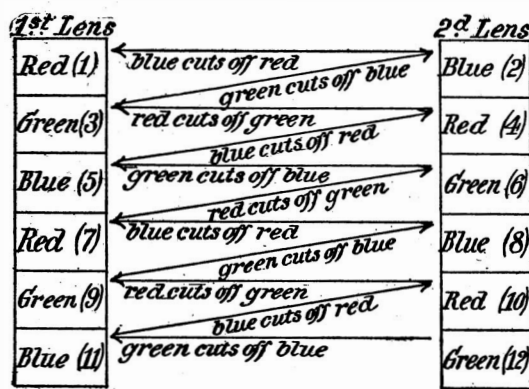 1st Lens 2d Lens
Red (1) blue cuts off red Blue (2)
green cuts off blue
Green (3) red cuts off green Red (4)
blue cuts off red
Blue (5) green cuts off blue Green (6)
red cuts off green
Red (7) blue cuts off red Blue (8)
green cuts off blue
Green (9) red cuts off green Red (10)
blue cuts off red
Blue (11) green cuts off blue Green (12)